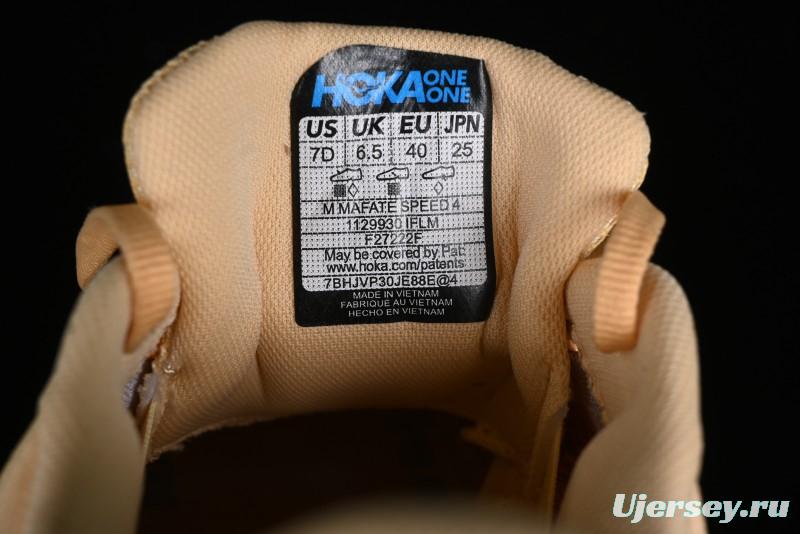 HOKA ONE ONE
US UK EU JPN
7D 6.5 40 25
M MAFATE SPEED 4
1129930 IFLM
F27222F
May be covered by Pat.
www.hoka.com/patents
7BHJVP30JE88E@4
MADE IN VIETNAM
FABRIQUE AU VIETNAM
HECHO EN VIETNAM
Ujersey.ru